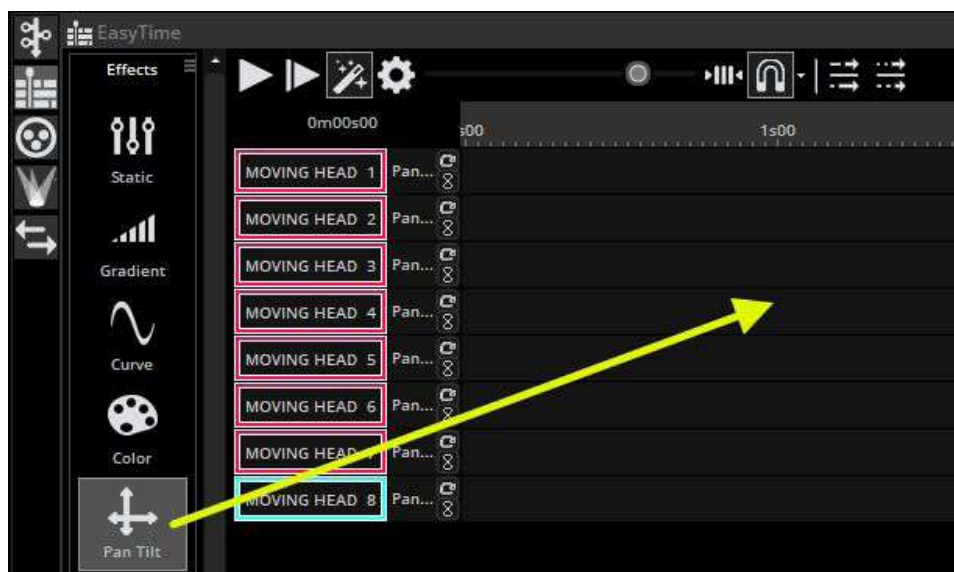 EasyTime
Effects
Static
Gradient
Curve
Color
Pan Tilt
0m00s00
s00
1s00
MOVING HEAD 1 Pan...
MOVING HEAD 2 Pan...
MOVING HEAD 3 Pan...
MOVING HEAD 4 Pan...
MOVING HEAD 5 Pan...
MOVING HEAD 6 Pan...
MOVING HEAD Pan...
MOVING HEAD 8 Pan...